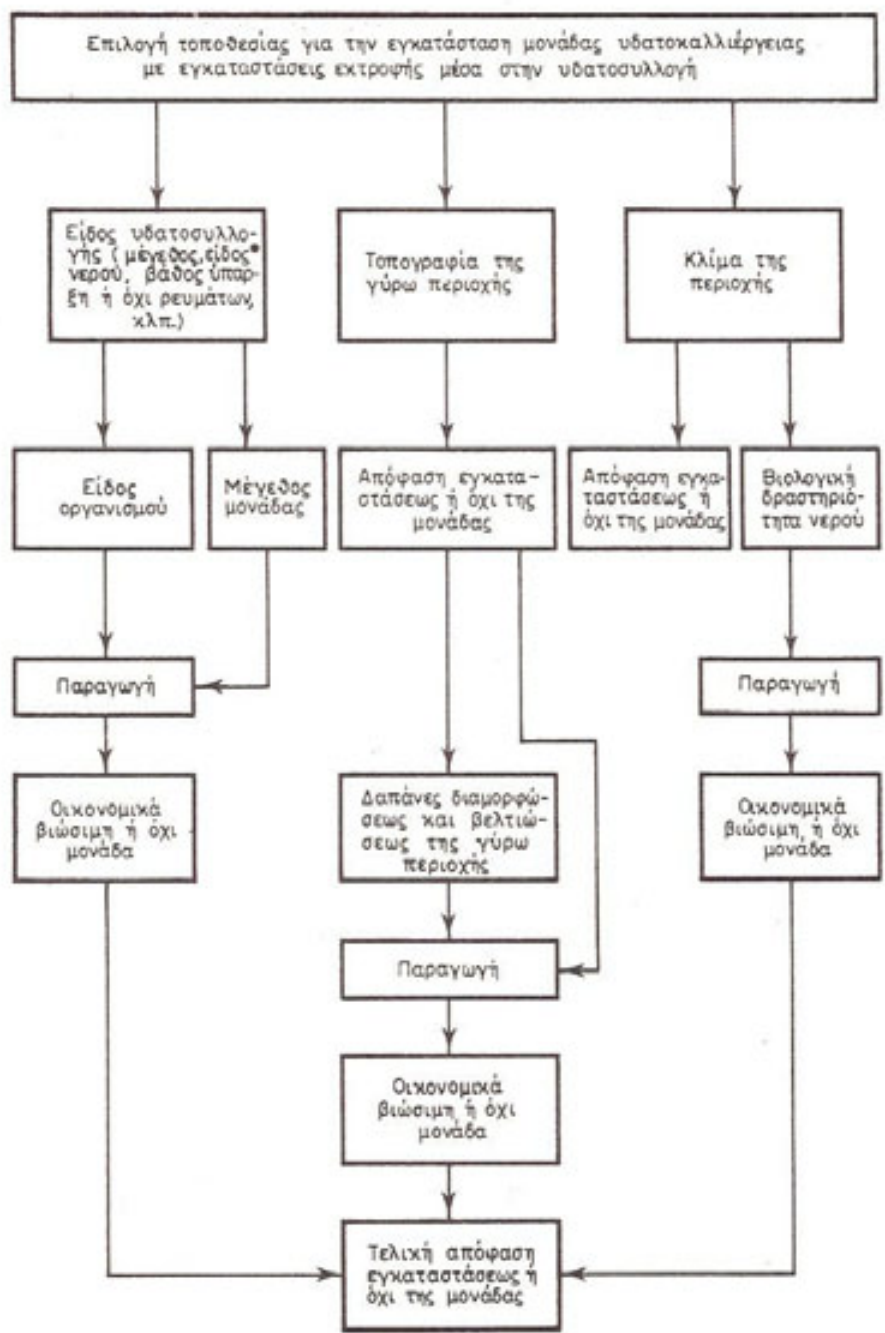 Επιλογή τοποθεσίας για την εγκατάσταση μονάδας υδατοκαλλιέργειας
με εγκαταστάσεις εκτροφής μέσα στην υδατοσυλλογή
Είδος υδατοσυλλο-
γής (μέγεθος, είδος*
νερού, βάθος ύπαρ-
ξη ή όχι ρευμάτων,
κλπ.)
Τοπογραφία της
γύρω περιοχής
Κλίμα της
περιοχής
Είδος
οργανισμού
Μέγεθος
μονάδας
Απόφαση εγκατα-
στάσεως ή όχι της
μονάδας
Απόφαση εγκα-
ταστάσεως ή
όχι της μονάδας
Βιολογική
δραστηριό-
τητα νερού
Παραγωγή
Παραγωγή
Οικονομικά
βιώσιμη ή όχι
μονάδα
Δαπάνες διαμορφώ-
σεως και βελτιώ-
σεως της γύρω
περιοχής
Οικονομικά
βιώσιμη ή όχι
μονάδα
Παραγωγή
Οικονομικά
βιώσιμη ή όχι
μονάδα
Τελική απόφαση
εγκαταστάσεως ή
όχι της μονάδας